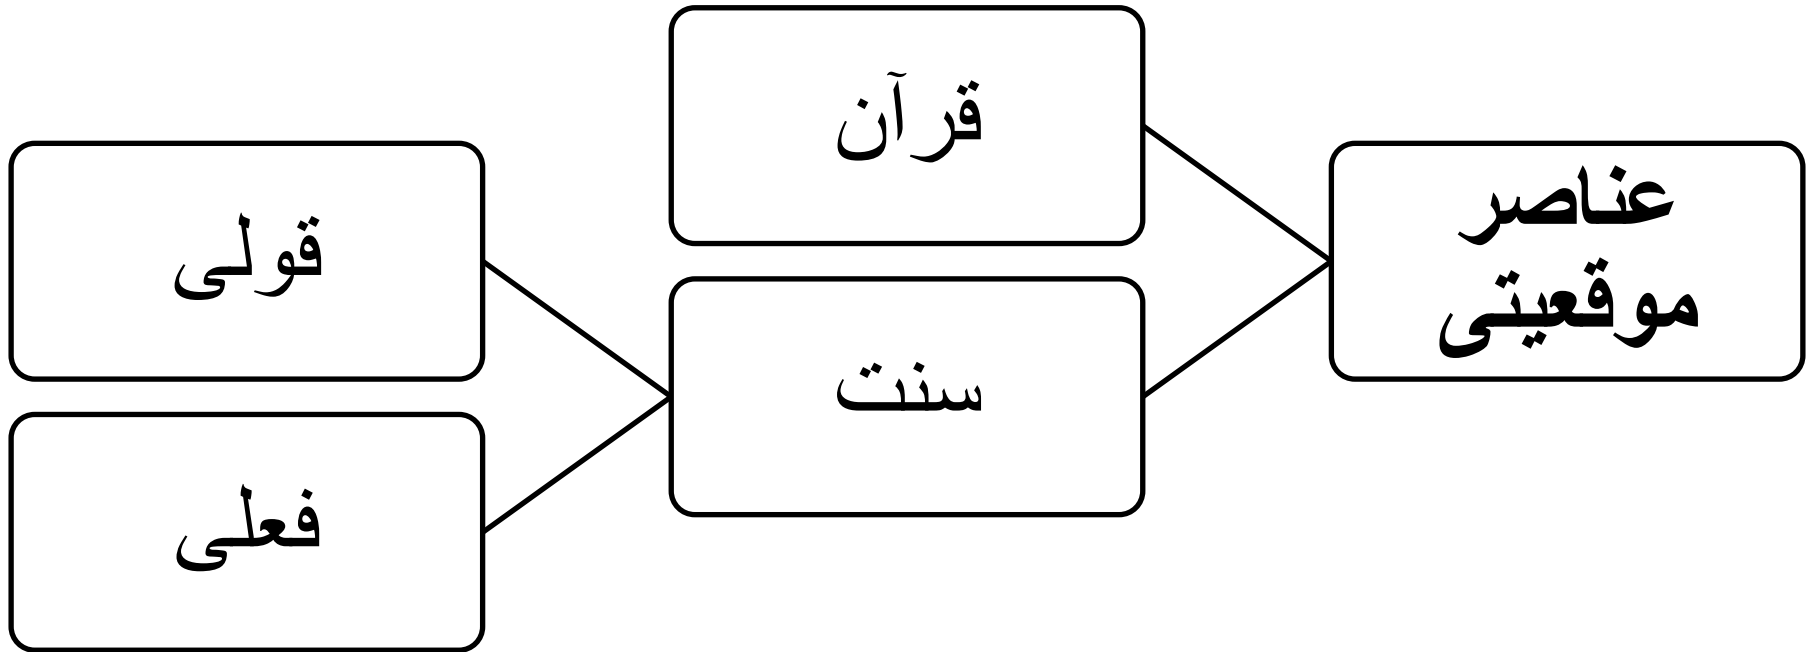 عناصر
موقعیتی
قرآن
سنت
قولی
فعلی